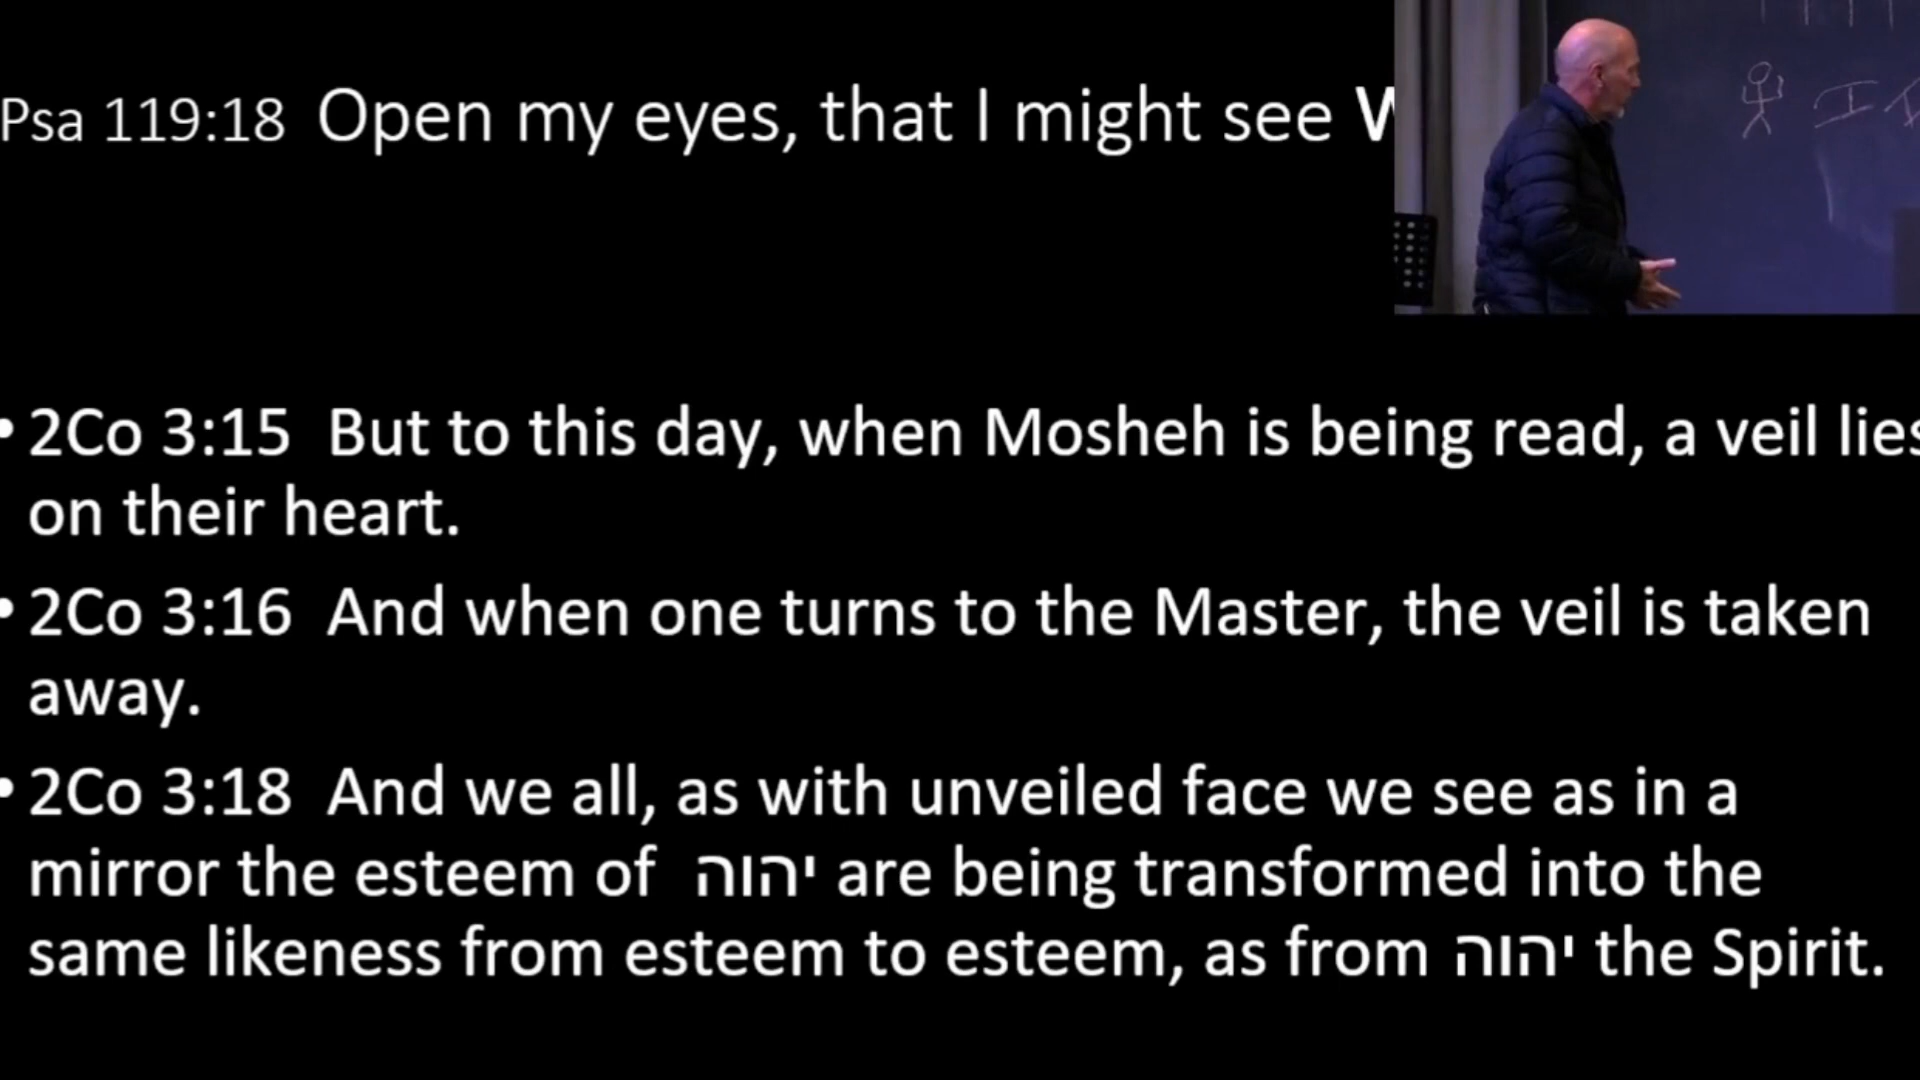 Psa 119:18 Open my eyes, that I might see
• 2Co 3:15 But to this day, when Mosheh is being read, a veil lies
on their heart.
• 2Co 3:16 And when one turns to the Master, the veil is taken
away.
• 2Co 3:18 And we all, as with unveiled face we see as in a
mirror the esteem of יהוה are being transformed into the
same likeness from esteem to esteem, as from יהוה the Spirit.